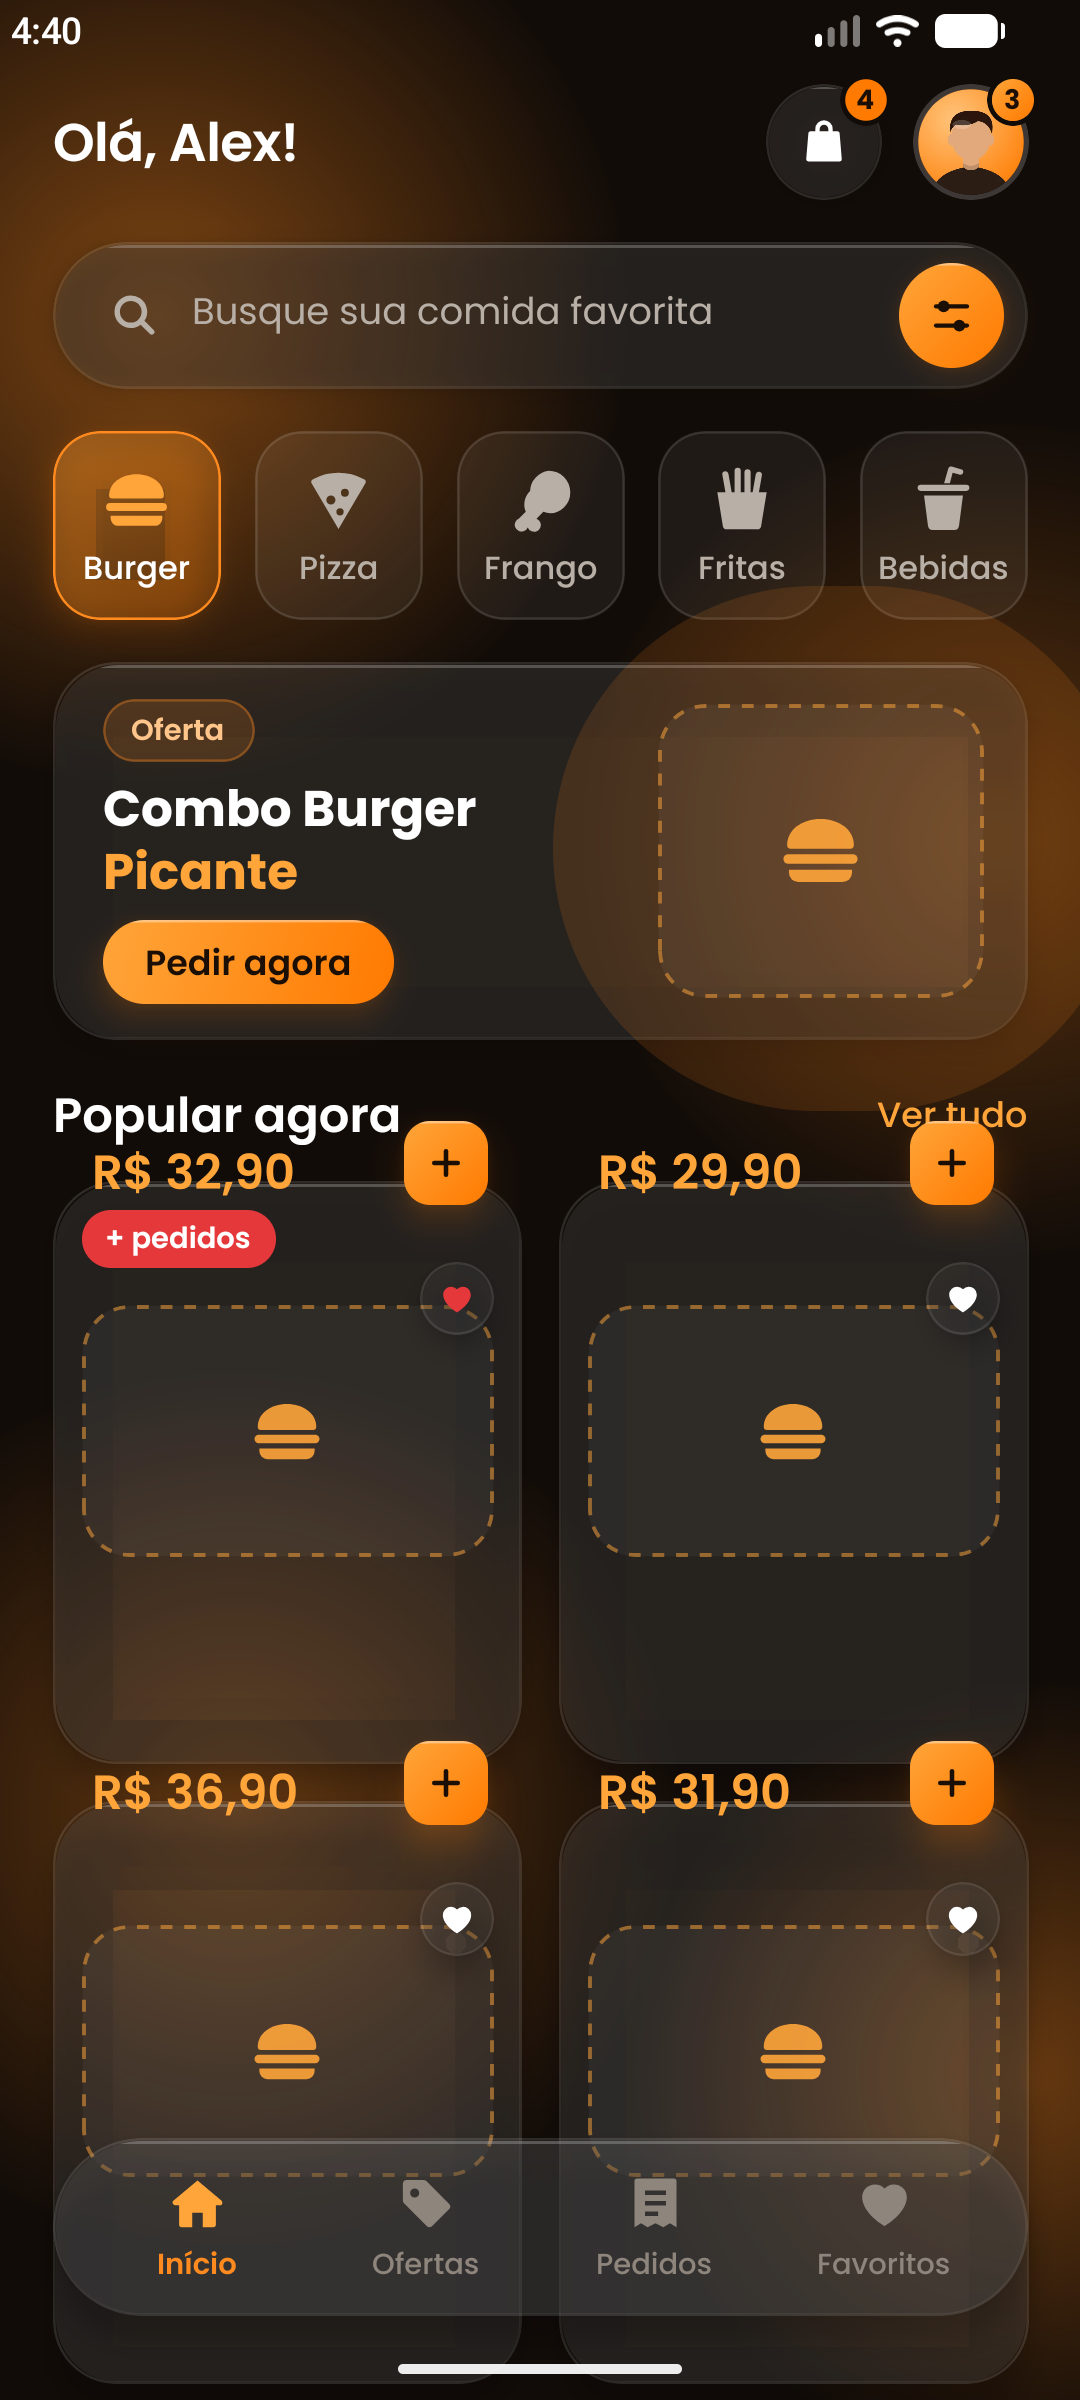 4:40
Olá, Alex!
4
3
Busque sua comida favorita
Burger
Pizza
Frango
Fritas
Bebidas
Oferta
Combo Burger
Picante
Pedir agora
Popular agora
Ver tudo
R$ 32,90
+
R$ 29,90
+
+ pedidos
R$ 36,90
+
R$ 31,90
+
Início
Ofertas
Pedidos
Favoritos